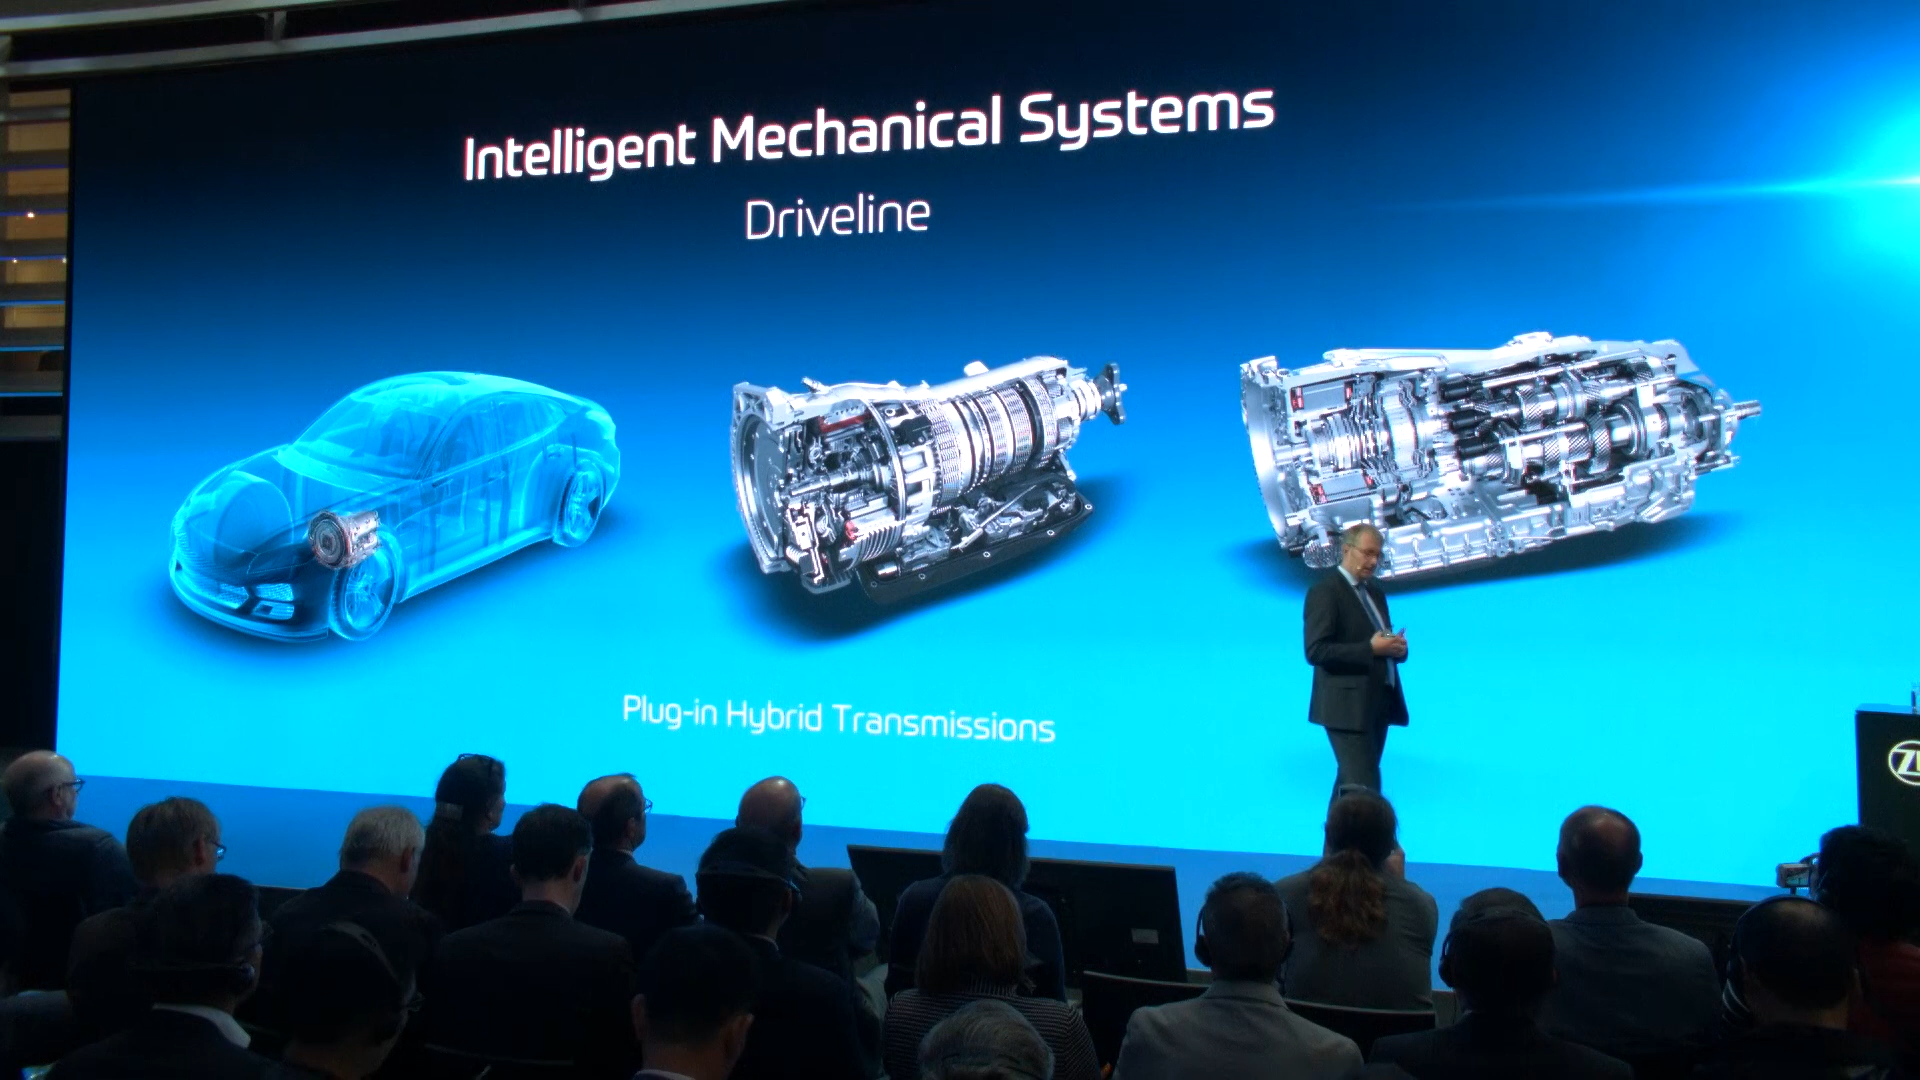 Intelligent Mechanical Systems
Driveline
Plug-in Hybrid Transmissions